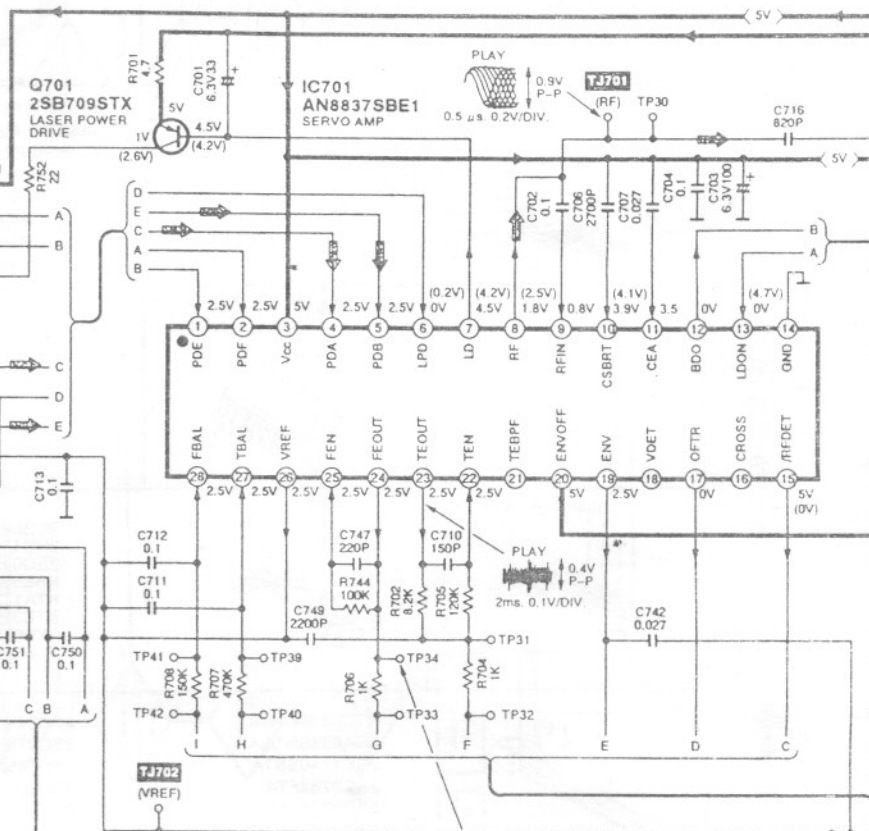 5V
PLAY
0.9V
P-P
0.5 µs. 0.2V/DIV.
TJ701
(RF)
TP30
C716
820P
R701
4.7
C701
6.3V33
+
Q701
2SB709STX
LASER POWER
DRIVE
5V
1V
(2.6V)
4.5V
(4.2V)
IC701
AN8837SBE1
SERVO AMP
5V
R752
22
C702
0.1
C706
2700P
C707
0.027
C704
0.1
C703
6.3V100
+
A
B
D
E
C
A
B
B
A
2.5V
2.5V
5V
2.5V
2.5V
(0.2V)
0V
(4.2V)
4.5V
(2.5V)
1.8V
0.8V
(4.1V)
3.9V
3.5
0V
(4.7V)
0V
1 2 3 4 5 6 7 8 9 10 11 12 13 14
PDE PDF Vcc PDA PDB LPD LD RF RFIN CSBRT CEA BDO LDON GND
C
D
E
FBAL TBAL VREF FEN FEOUT TEOUT TEN TEBPF ENVOFF ENV VDET OFTR CROSS /RFDET
28 27 26 25 24 23 22 21 20 19 18 17 16 15
2.5V 2.5V 2.5V 2.5V 2.5V 2.5V 2.5V 5V 2.5V 0V 5V
(0V)
C713
0.1
C712
0.1
C711
0.1
C747
220P
R744
100K
C710
150P
R702
8.2K
R705
120K
PLAY
0.4V
P-P
2ms. 0.1V/DIV.
C749
2200P
C742
0.027
TP31
C751
0.1
C750
0.1
TP41
R708
150K
TP42
R707
470K
TP39
TP40
R706
1K
TP34
TP33
R704
1K
TP32
C B A
I H G F E D C
TJ702
(VREF)